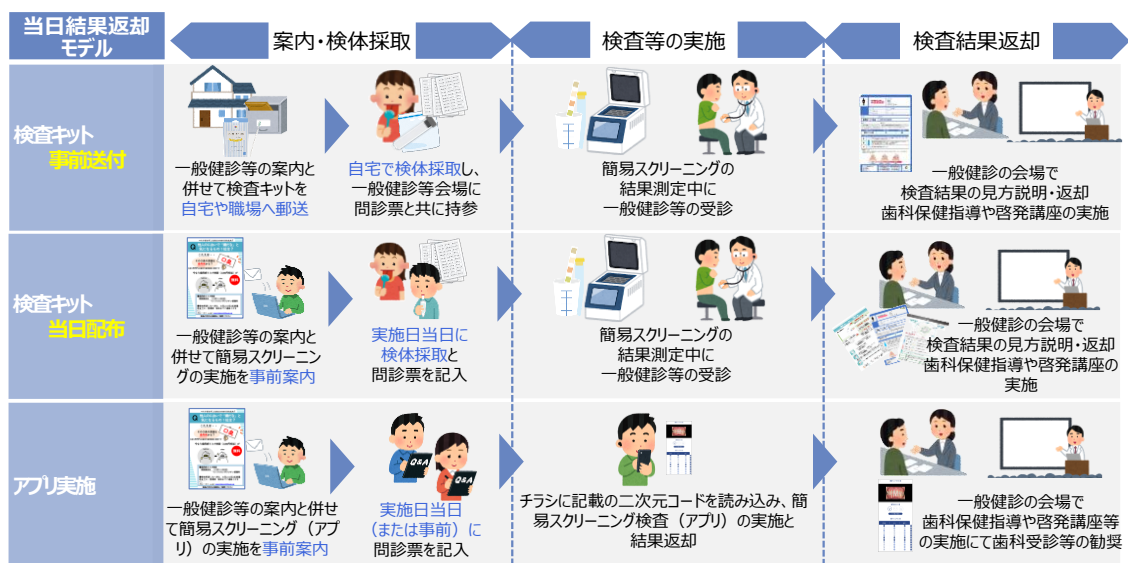 当日結果返却
モデル
案内・検体採取
検査等の実施
検査結果返却
検査キット
事前送付
一般健診等の案内と
併せて検査キットを
自宅や職場へ郵送
自宅で検体採取し、
一般健診等会場に
問診票と共に持参
簡易スクリーニングの
結果測定中に
一般健診等の受診
一般健診の会場で
検査結果の見方説明・返却
歯科保健指導や啓発講座の実施
検査キット
当日配布
一般健診等の案内と
併せて簡易スクリーニン
グの実施を事前案内
実施日当日に
検体採取と
問診票を記入
簡易スクリーニングの
結果測定中に
一般健診等の受診
一般健診の会場で
検査結果の見方説明・返却
歯科保健指導や啓発講座の
実施
アプリ実施
一般健診等の案内と併せ
て簡易スクリーニング（アプ
リ）の実施を事前案内
Q&A
Q&A
実施日当日
（または事前）に
問診票を記入
チラシに記載の二次元コードを読み込み、簡
易スクリーニング検査（アプリ）の実施と
結果返却
一般健診の会場で
歯科保健指導や啓発講座等
の実施にて歯科受診等の勧奨